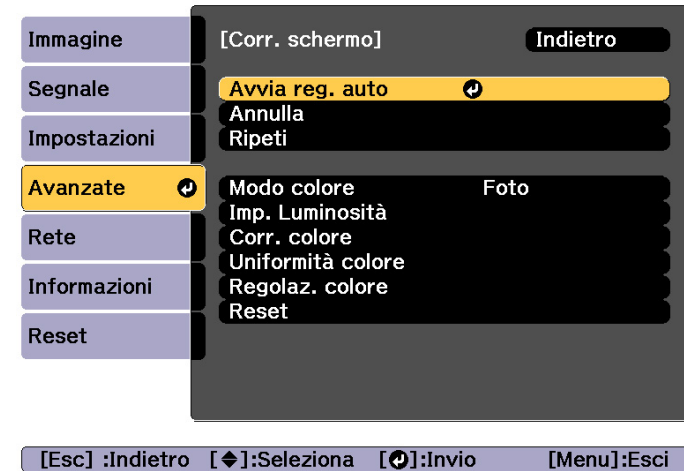 Immagine
Segnale
Impostazioni
Avanzate
Rete
Informazioni
Reset
[Corr. schermo] Indietro
Avvia reg. auto
Annulla
Ripeti
Modo colore Foto
Imp. Luminosità
Corr. colore
Uniformità colore
Regolaz. colore
Reset
[Esc] :Indietro [◆]:Seleziona [↵]:Invio [Menu]:Esci